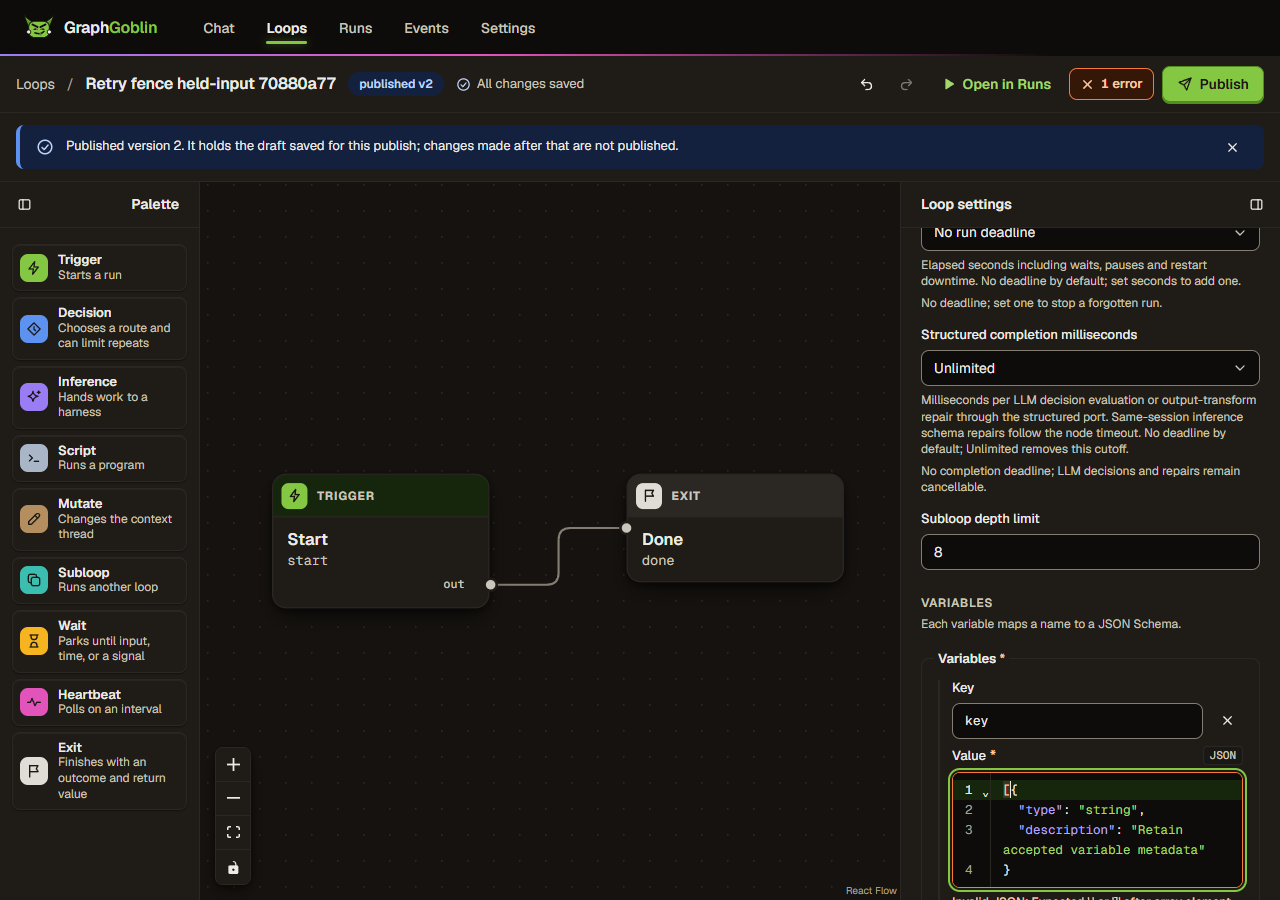 GraphGoblin
Chat
Loops
Runs
Events
Settings
Loops / Retry fence held-input 70880a77
published v2
All changes saved
Open in Runs
1 error
Publish
Published version 2. It holds the draft saved for this publish; changes made after that are not published.
Palette
Trigger
Starts a run
Decision
Chooses a route and
can limit repeats
Inference
Hands work to a
harness
Script
Runs a program
Mutate
Changes the context
thread
Subloop
Runs another loop
Wait
Parks until input,
time, or a signal
Heartbeat
Polls on an interval
Exit
Finishes with an
outcome and return
value
TRIGGER
Start
start
out
EXIT
Done
done
React Flow
Loop settings
No run deadline
Elapsed seconds including waits, pauses and restart
downtime. No deadline by default; set seconds to add one.
No deadline; set one to stop a forgotten run.
Structured completion milliseconds
Unlimited
Milliseconds per LLM decision evaluation or output-transform
repair through the structured port. Same-session inference
schema repairs follow the node timeout. No deadline by
default; Unlimited removes this cutoff.
No completion deadline; LLM decisions and repairs remain
cancellable.
Subloop depth limit
8
VARIABLES
Each variable maps a name to a JSON Schema.
Variables *
Key
key
Value *
JSON
1 [{
2 "type": "string",
3 "description": "Retain
accepted variable metadata"
4 }